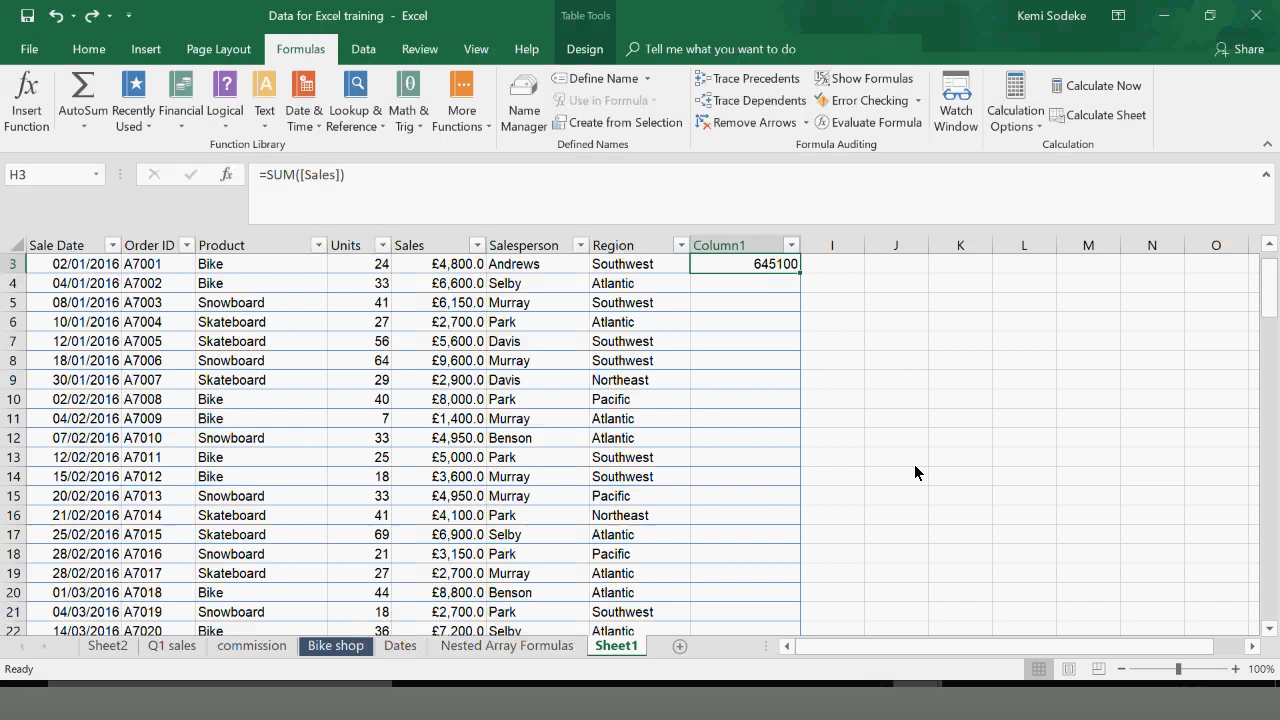 Data for Excel training - Excel
Table Tools
Kemi Sodeke
File Home Insert Page Layout Formulas Data Review View Help Design Tell me what you want to do Share
Insert Function
AutoSum
Recently Used
Financial
Logical
Text
Date & Time
Lookup & Reference
Math & Trig
More Functions
Function Library
Name Manager
Define Name
Use in Formula
Create from Selection
Defined Names
Trace Precedents
Trace Dependents
Remove Arrows
Show Formulas
Error Checking
Evaluate Formula
Formula Auditing
Watch Window
Calculation Options
Calculate Now
Calculate Sheet
Calculation
H3 fx =SUM([Sales])
Sale Date Order ID Product Units Sales Salesperson Region Column1 I J K L M N O
3 02/01/2016 A7001 Bike 24 £4,800.0 Andrews Southwest 645100
4 04/01/2016 A7002 Bike 33 £6,600.0 Selby Atlantic
5 08/01/2016 A7003 Snowboard 41 £6,150.0 Murray Southwest
6 10/01/2016 A7004 Skateboard 27 £2,700.0 Park Atlantic
7 12/01/2016 A7005 Skateboard 56 £5,600.0 Davis Southwest
8 18/01/2016 A7006 Snowboard 64 £9,600.0 Murray Southwest
9 30/01/2016 A7007 Skateboard 29 £2,900.0 Davis Northeast
10 02/02/2016 A7008 Bike 40 £8,000.0 Park Pacific
11 04/02/2016 A7009 Bike 7 £1,400.0 Murray Atlantic
12 07/02/2016 A7010 Snowboard 33 £4,950.0 Benson Atlantic
13 12/02/2016 A7011 Bike 25 £5,000.0 Park Southwest
14 15/02/2016 A7012 Bike 18 £3,600.0 Murray Southwest
15 20/02/2016 A7013 Snowboard 33 £4,950.0 Murray Pacific
16 21/02/2016 A7014 Skateboard 41 £4,100.0 Park Northeast
17 25/02/2016 A7015 Skateboard 69 £6,900.0 Selby Atlantic
18 28/02/2016 A7016 Snowboard 21 £3,150.0 Park Pacific
19 28/02/2016 A7017 Skateboard 27 £2,700.0 Murray Atlantic
20 01/03/2016 A7018 Bike 44 £8,800.0 Benson Atlantic
21 04/03/2016 A7019 Snowboard 18 £2,700.0 Park Southwest
22 14/03/2016 A7020 Bike 36 £7,200.0 Selby Atlantic
Sheet2 Q1 sales commission Bike shop Dates Nested Array Formulas Sheet1
Ready 100%